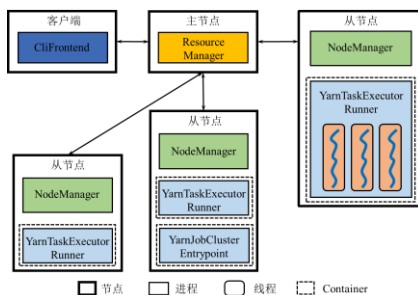 客户端
CliFrontend
主节点
Resource
Manager
从节点
NodeManager
YarnTaskExecutor
Runner
从节点
NodeManager
YarnTaskExecutor
Runner
从节点
NodeManager
YarnTaskExecutor
Runner
YarnJobCluster
Entrypoint
节点 进程 线程 Container